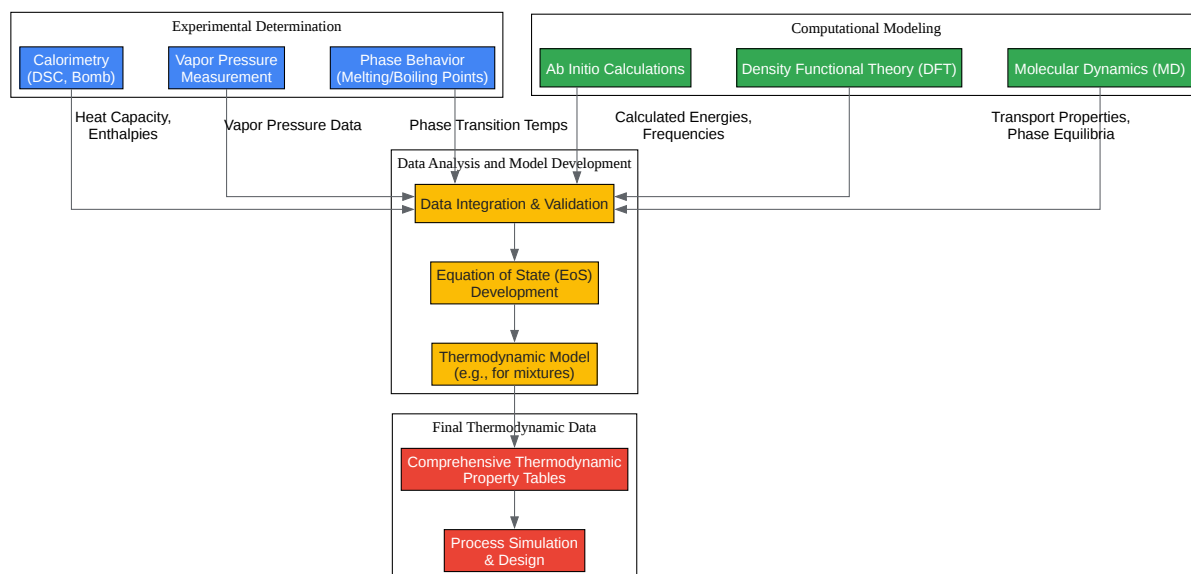 Experimental Determination
Calorimetry
(DSC, Bomb)
Vapor Pressure
Measurement
Phase Behavior
(Melting/Boiling Points)
Computational Modeling
Ab Initio Calculations
Density Functional Theory (DFT)
Molecular Dynamics (MD)
Heat Capacity,
Enthalpies
Vapor Pressure Data
Phase Transition Temps
Calculated Energies,
Frequencies
Transport Properties,
Phase Equilibria
Data Analysis and Model Development
Data Integration & Validation
Equation of State (EoS)
Development
Thermodynamic Model
(e.g., for mixtures)
Final Thermodynamic Data
Comprehensive Thermodynamic
Property Tables
Process Simulation
& Design